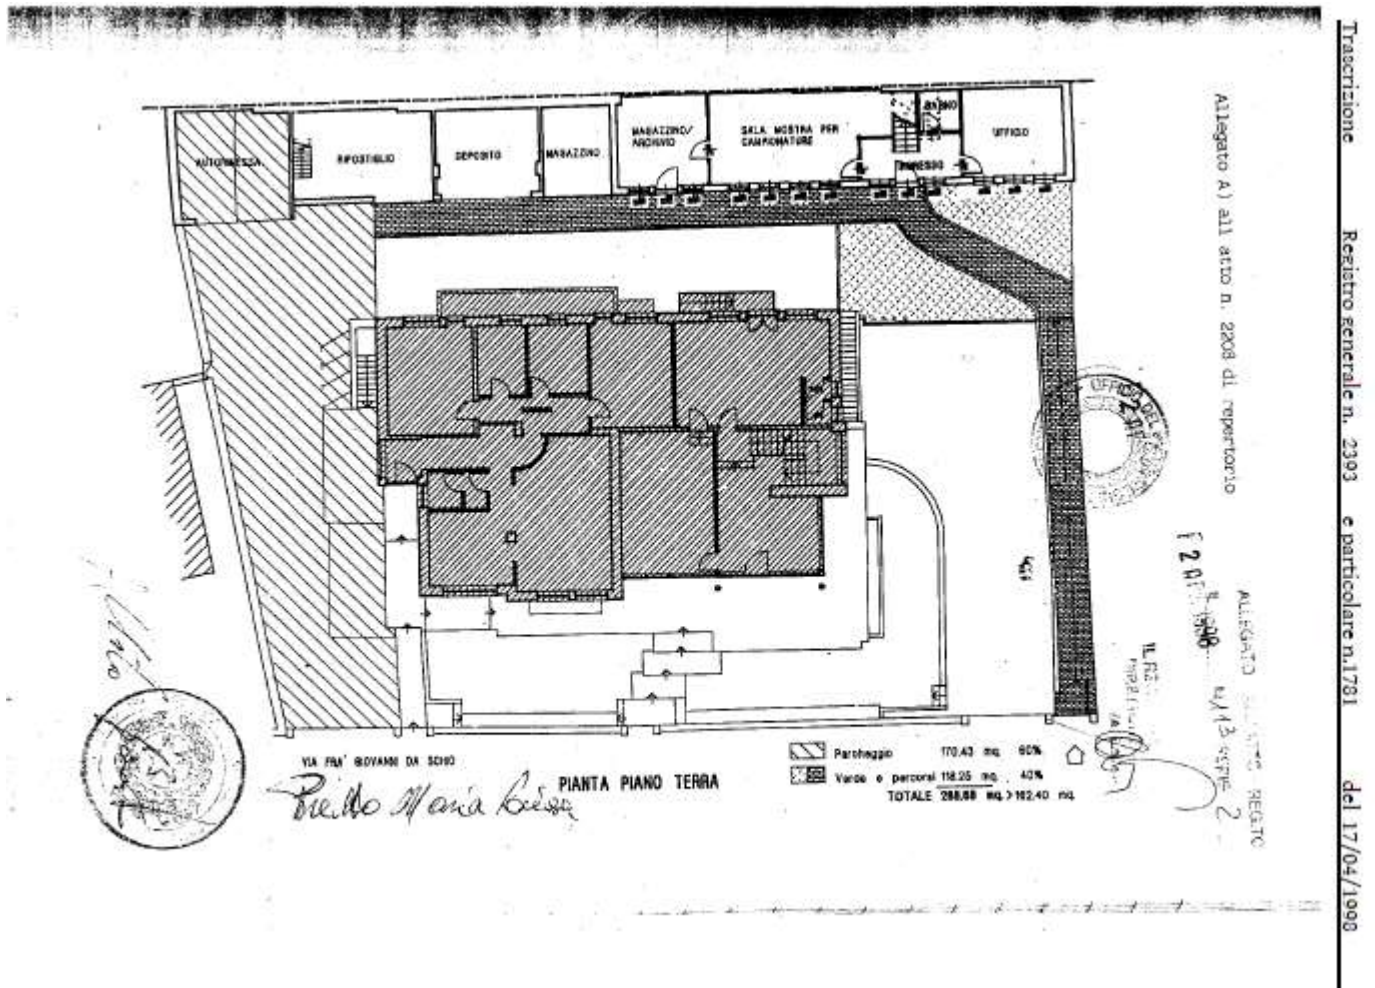 AUTORIMESSA
RIPOSTIGLIO
DEPOSITO
MAGAZZINO
MAGAZZINO/
ARCHIVIO
SALA MOSTRA PER
CAMPIONATURE
BAGNO
INGRESSO
UFFICIO
VIA FRA' GIOVANNI DA SCHIO
PIANTA PIANO TERRA
Parcheggio 170,43 mq. 60%
Verde e percorsi 118.25 mq. 40%
TOTALE 288,68 mq. > 162,40 mq.
Maria
Allegato A) all atto n. 2208 di repertorio
ALLEGATO
Trascrizione Registro generale n. 2393 e particolare n.1781 del 17/04/1998